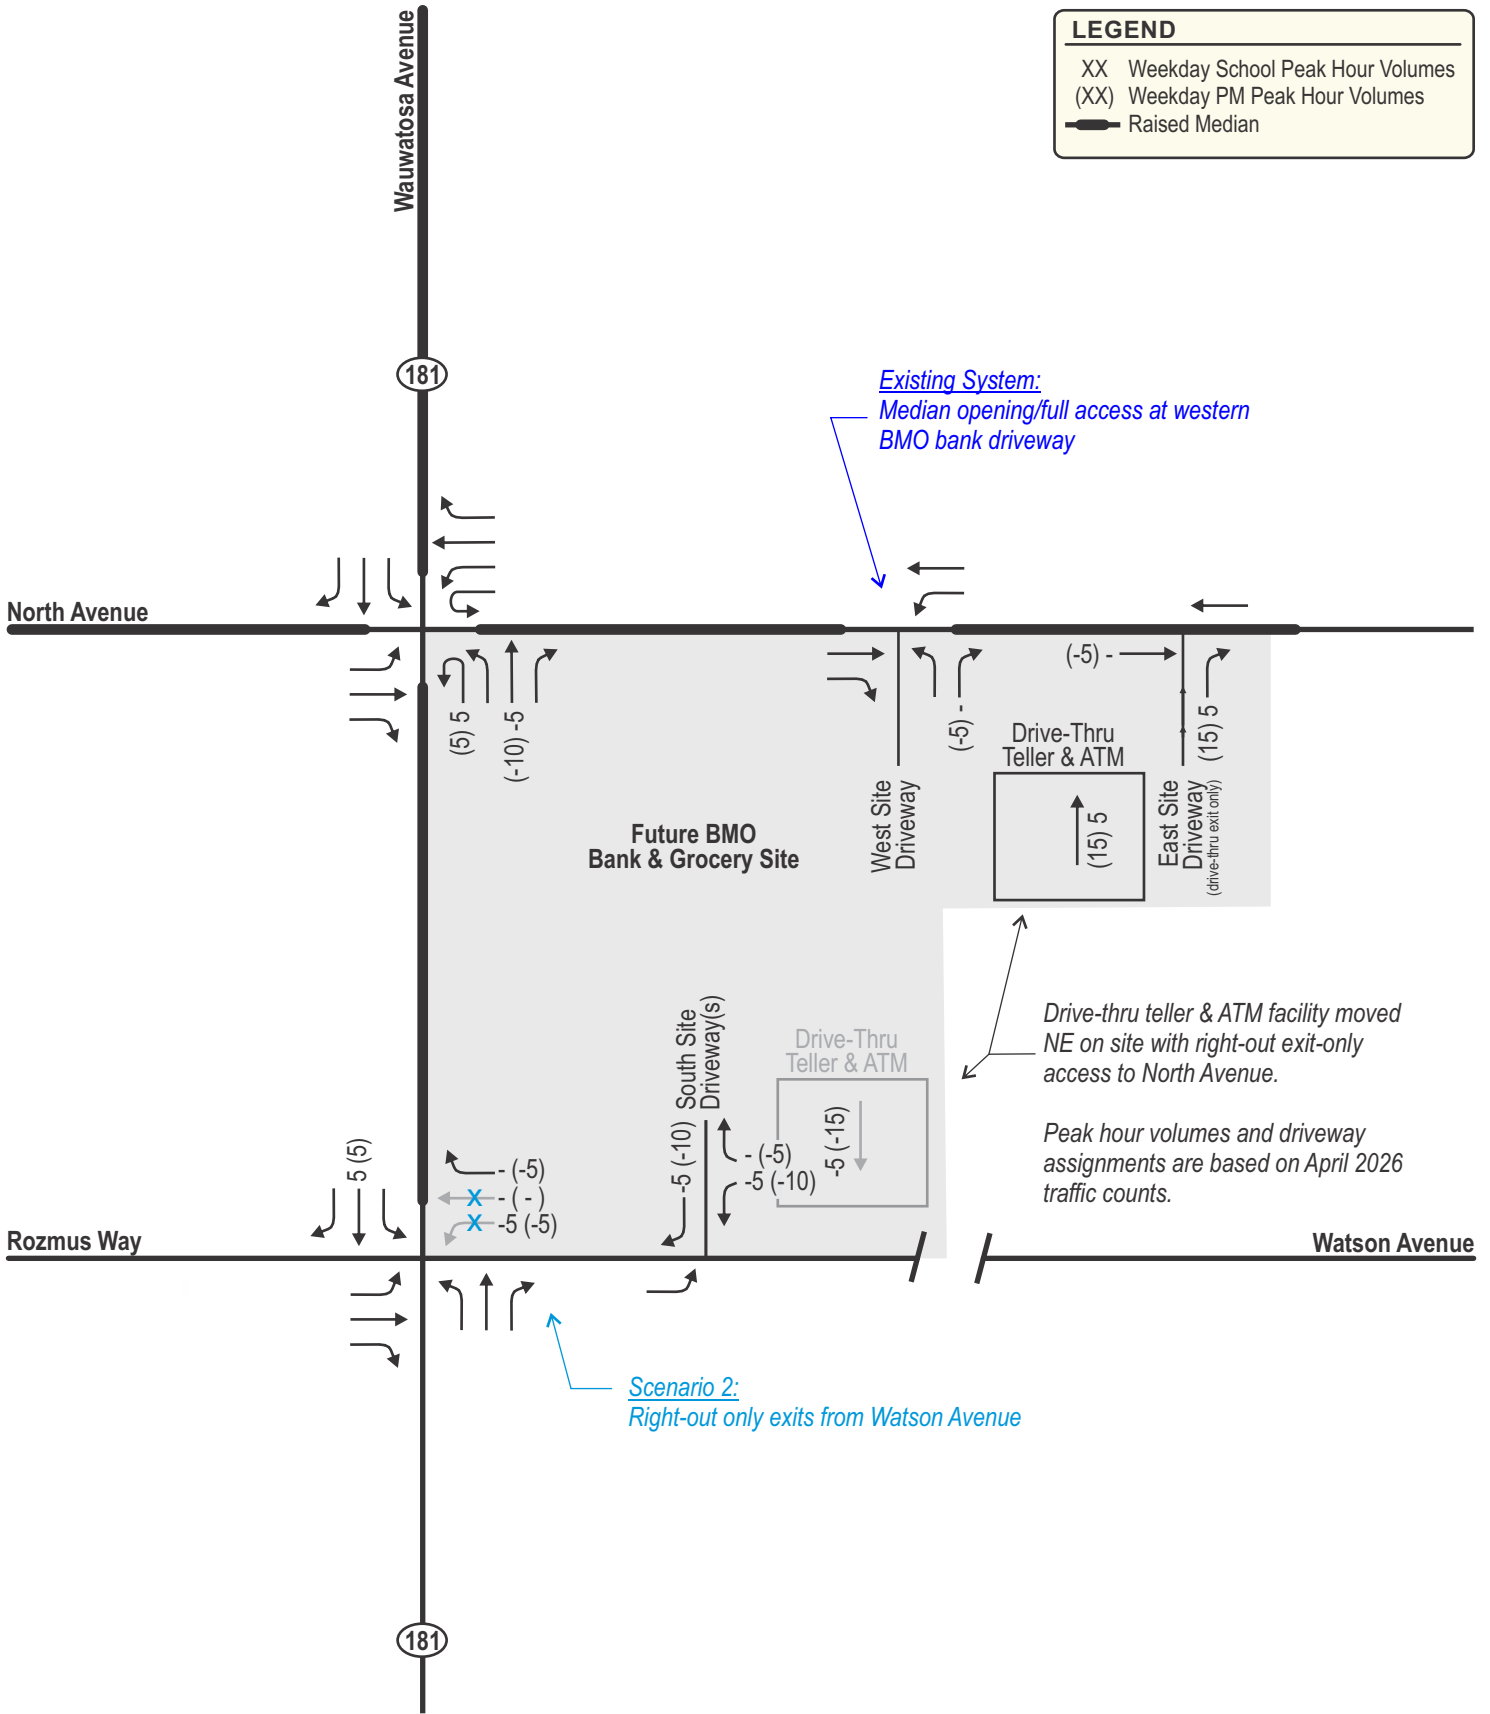 LEGEND
XX Weekday School Peak Hour Volumes
(XX) Weekday PM Peak Hour Volumes
Raised Median
Wauwatosa Avenue
181
Existing System:
Median opening/full access at western
BMO bank driveway
North Avenue
(5) 5
(-10) -5
(-5) -
(-5) -
(15) 5
Drive-Thru
Teller & ATM
(15) 5
West Site
Driveway
East Site
Driveway
(drive-thru exit only)
Future BMO
Bank & Grocery Site
Drive-thru teller & ATM facility moved
NE on site with right-out exit-only
access to North Avenue.
Peak hour volumes and driveway
assignments are based on April 2026
traffic counts.
South Site
Driveway(s)
Drive-Thru
Teller & ATM
-5 (-15)
-5 (-10)
- (-5)
-5 (-10)
5 (5)
- (-5)
X - ( - )
X -5 (-5)
Rozmus Way
Watson Avenue
Scenario 2:
Right-out only exits from Watson Avenue
181